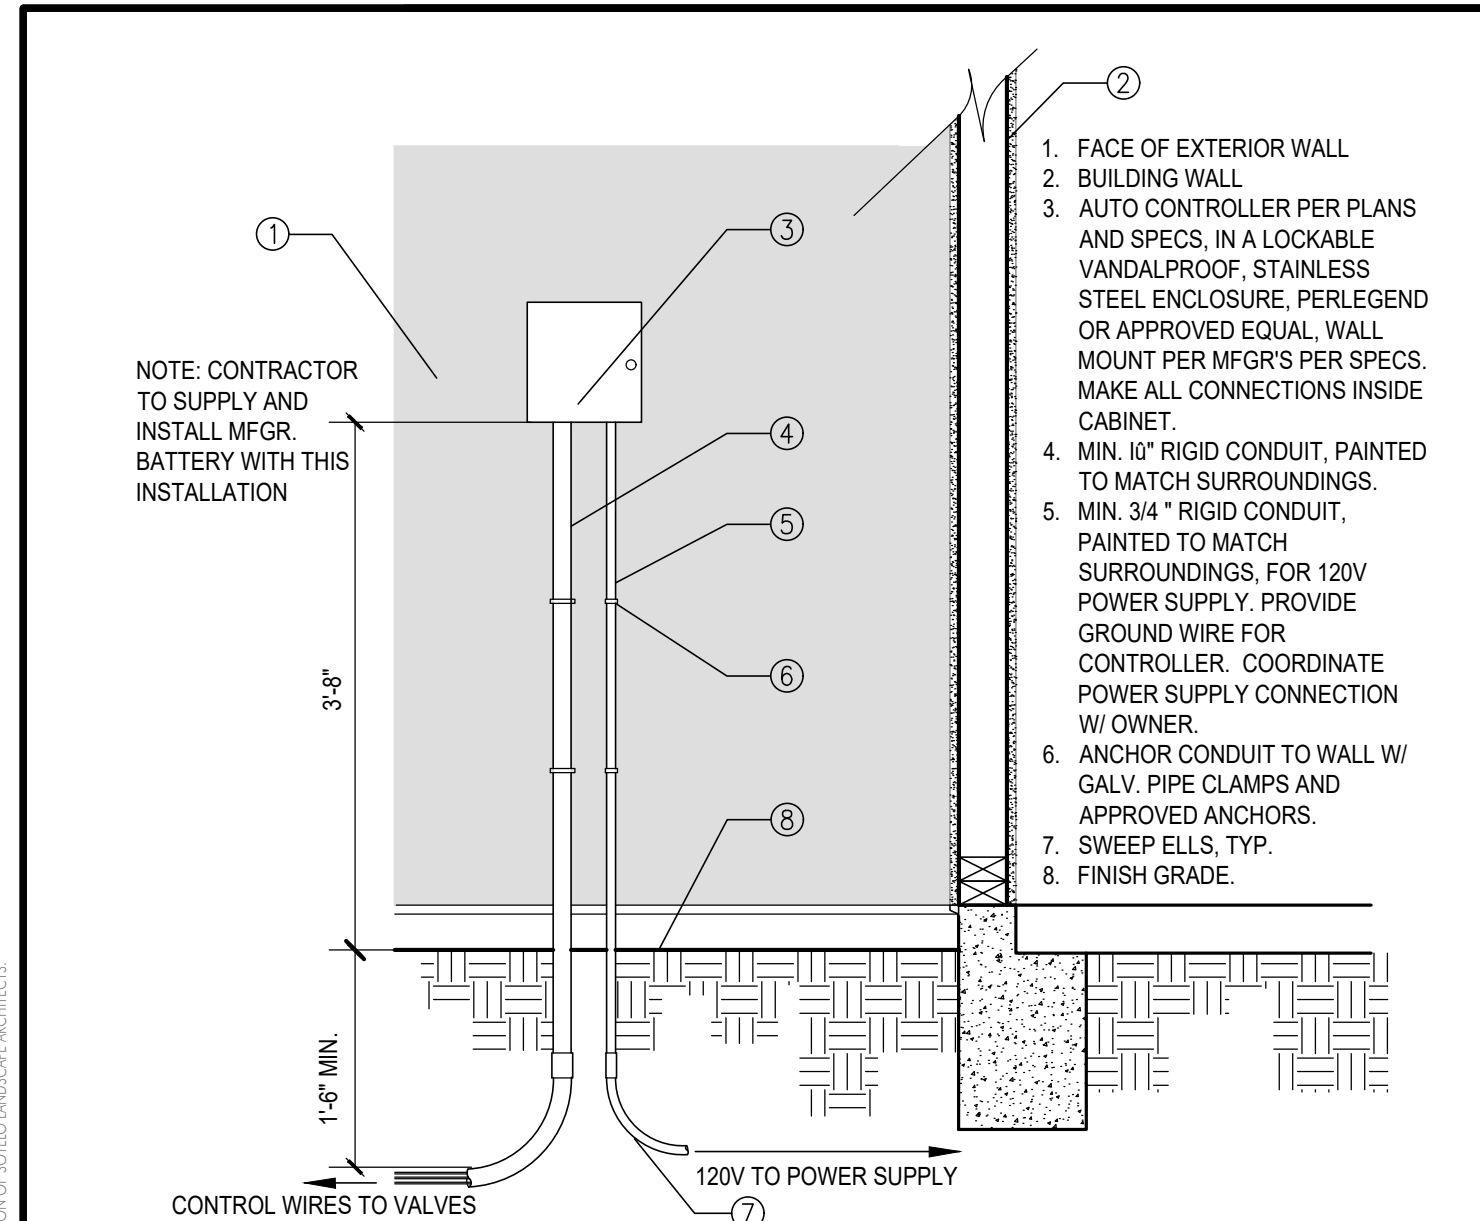 2
1. FACE OF EXTERIOR WALL
2. BUILDING WALL
3. AUTO CONTROLLER PER PLANS
AND SPECS, IN A LOCKABLE
VANDALPROOF, STAINLESS
STEEL ENCLOSURE, PERLEGEND
OR APPROVED EQUAL, WALL
MOUNT PER MFGR'S PER SPECS.
MAKE ALL CONNECTIONS INSIDE
CABINET.
4. MIN. Iû" RIGID CONDUIT, PAINTED
TO MATCH SURROUNDINGS.
5. MIN. 3/4 " RIGID CONDUIT,
PAINTED TO MATCH
SURROUNDINGS, FOR 120V
POWER SUPPLY. PROVIDE
GROUND WIRE FOR
CONTROLLER. COORDINATE
POWER SUPPLY CONNECTION
W/ OWNER.
6. ANCHOR CONDUIT TO WALL W/
GALV. PIPE CLAMPS AND
APPROVED ANCHORS.
7. SWEEP ELLS, TYP.
8. FINISH GRADE.
1
3
NOTE: CONTRACTOR
TO SUPPLY AND
INSTALL MFGR.
BATTERY WITH THIS
INSTALLATION
4
5
6
3'-8"
8
1'-6" MIN.
120V TO POWER SUPPLY
CONTROL WIRES TO VALVES
7
OF SOTELO LANDSCAPE ARCHITECTS.